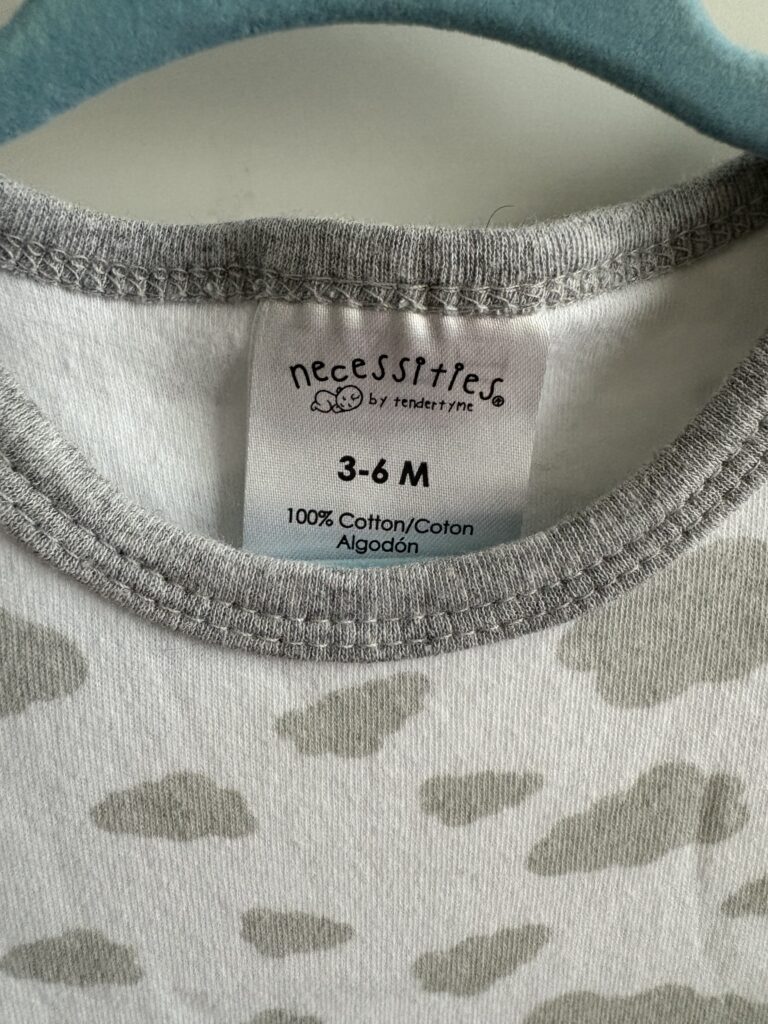 necessities®
by tendertyme
3-6 M
100% Cotton/Coton
Algodón